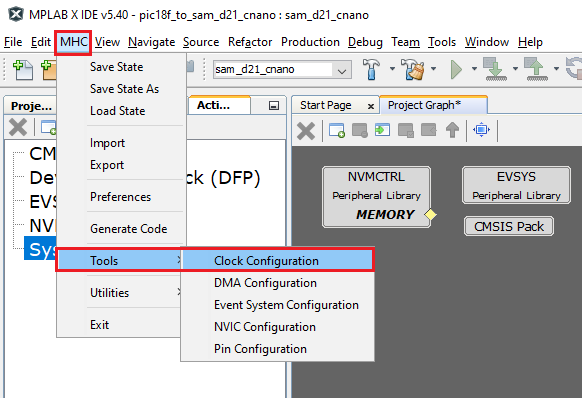 MPLAB X IDE v5.40 - pic18f_to_sam_d21_cnano : sam_d21_cnano
File Edit MHC View Navigate Source Refactor Production Debug Team Tools Window Help
sam_d21_cnano
Proje...
Acti...
Start Page
Project Graph*
Save State
Save State As
Load State
Import
Export
Preferences
Generate Code
Tools
Utilities
Exit
Clock Configuration
DMA Configuration
Event System Configuration
NVIC Configuration
Pin Configuration
CM
De
ck (DFP)
EV
NV
Sys
NVMCTRL
Peripheral Library
MEMORY
EVSYS
Peripheral Library
CMSIS Pack